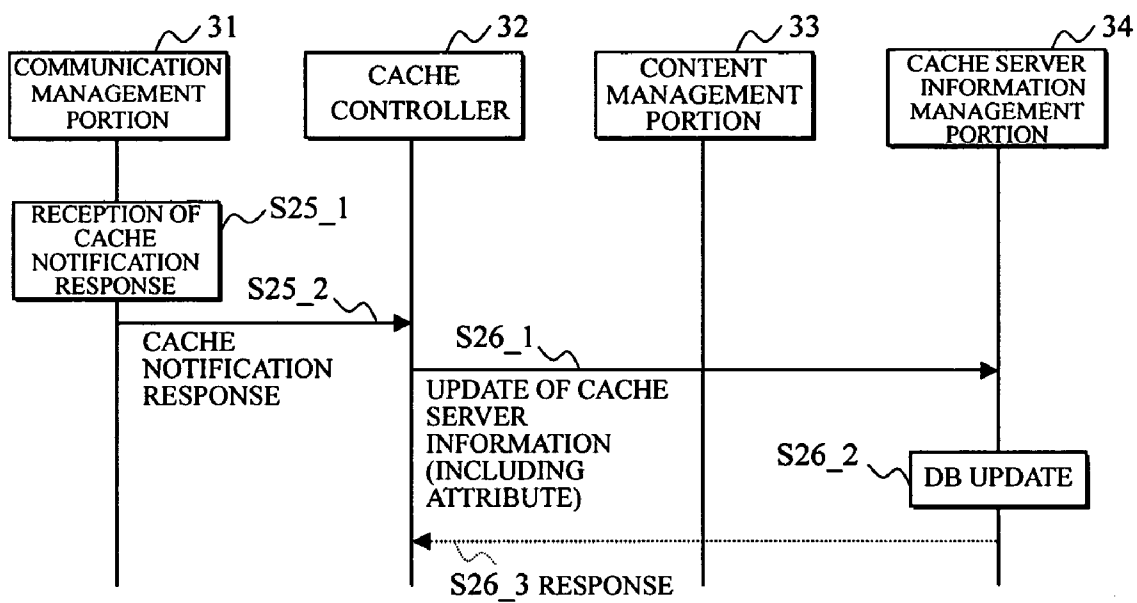 31
32
33
34
COMMUNICATION
MANAGEMENT
PORTION
CACHE
CONTROLLER
CONTENT
MANAGEMENT
PORTION
CACHE SERVER
INFORMATION
MANAGEMENT
PORTION
RECEPTION OF
CACHE
NOTIFICATION
RESPONSE
S25_1
S25_2
CACHE
NOTIFICATION
RESPONSE
S26_1
UPDATE OF CACHE
SERVER
INFORMATION
(INCLUDING
ATTRIBUTE)
S26_2
DB UPDATE
S26_3 RESPONSE